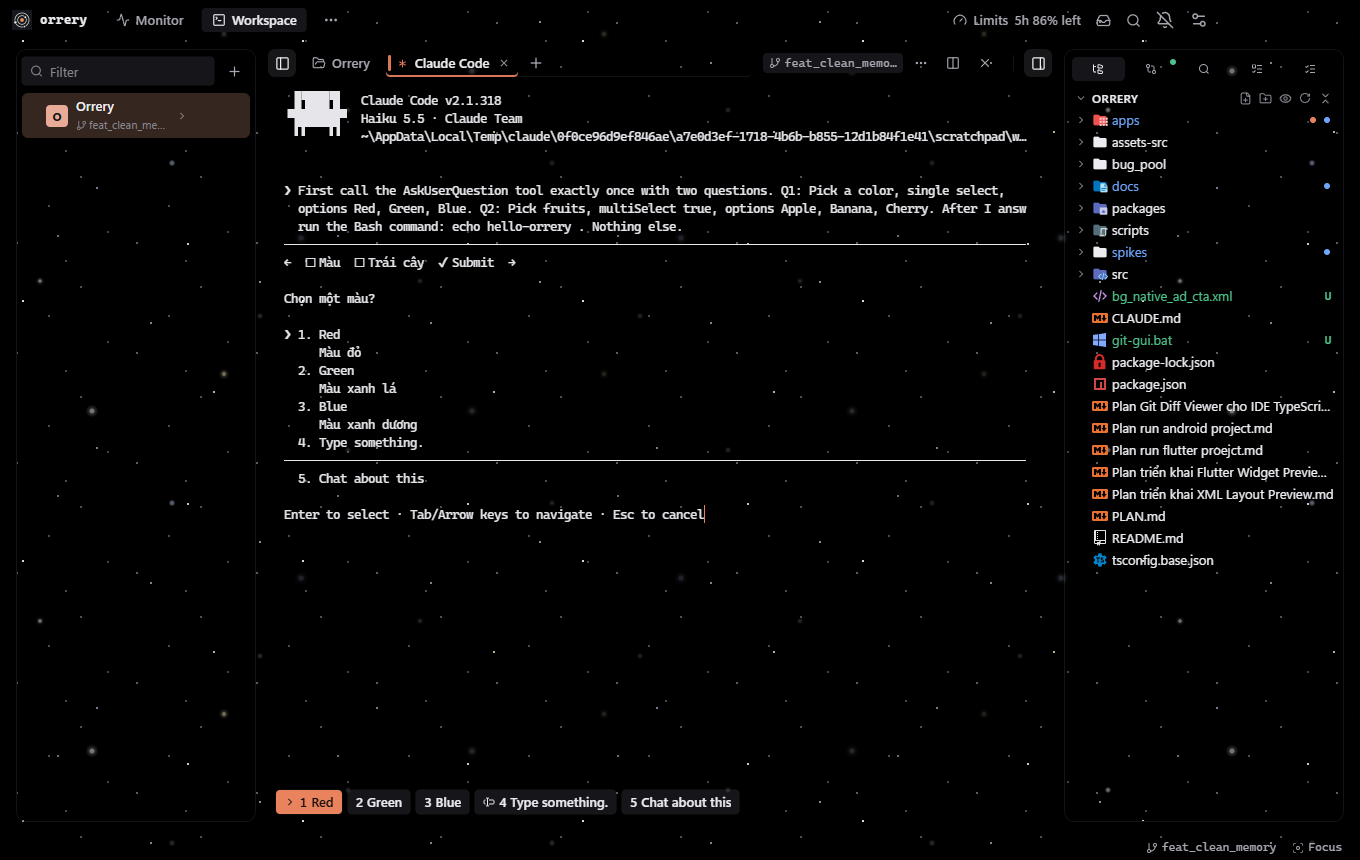 orrery
Monitor
Workspace
Limits 5h 86% left
Filter
O
Orrery
feat_clean_me...
Orrery
Claude Code
feat_clean_memo...
Claude Code v2.1.318
Haiku 5.5 · Claude Team
~\AppData\Local\Temp\claude\0f0ce96d9ef846ae\a7e0d3ef-1718-4b6b-b855-12d1b84f1e41\scratchpad\w…
❯ First call the AskUserQuestion tool exactly once with two questions. Q1: Pick a color, single select,
options Red, Green, Blue. Q2: Pick fruits, multiSelect true, options Apple, Banana, Cherry. After I answ
run the Bash command: echo hello-orrery . Nothing else.
← ☐ Màu ☐ Trái cây ✓ Submit →
Chọn một màu?
❯ 1. Red
Màu đỏ
2. Green
Màu xanh lá
3. Blue
Màu xanh dương
4. Type something.
5. Chat about this
Enter to select · Tab/Arrow keys to navigate · Esc to cancel
1 Red
2 Green
3 Blue
4 Type something.
5 Chat about this
ORRERY
apps
assets-src
bug_pool
docs
packages
scripts
spikes
src
bg_native_ad_cta.xml U
CLAUDE.md
git-gui.bat U
package-lock.json
package.json
Plan Git Diff Viewer cho IDE TypeScri...
Plan run android project.md
Plan run flutter proejct.md
Plan triển khai Flutter Widget Previe...
Plan triển khai XML Layout Preview.md
PLAN.md
README.md
tsconfig.base.json
feat_clean_memory
Focus